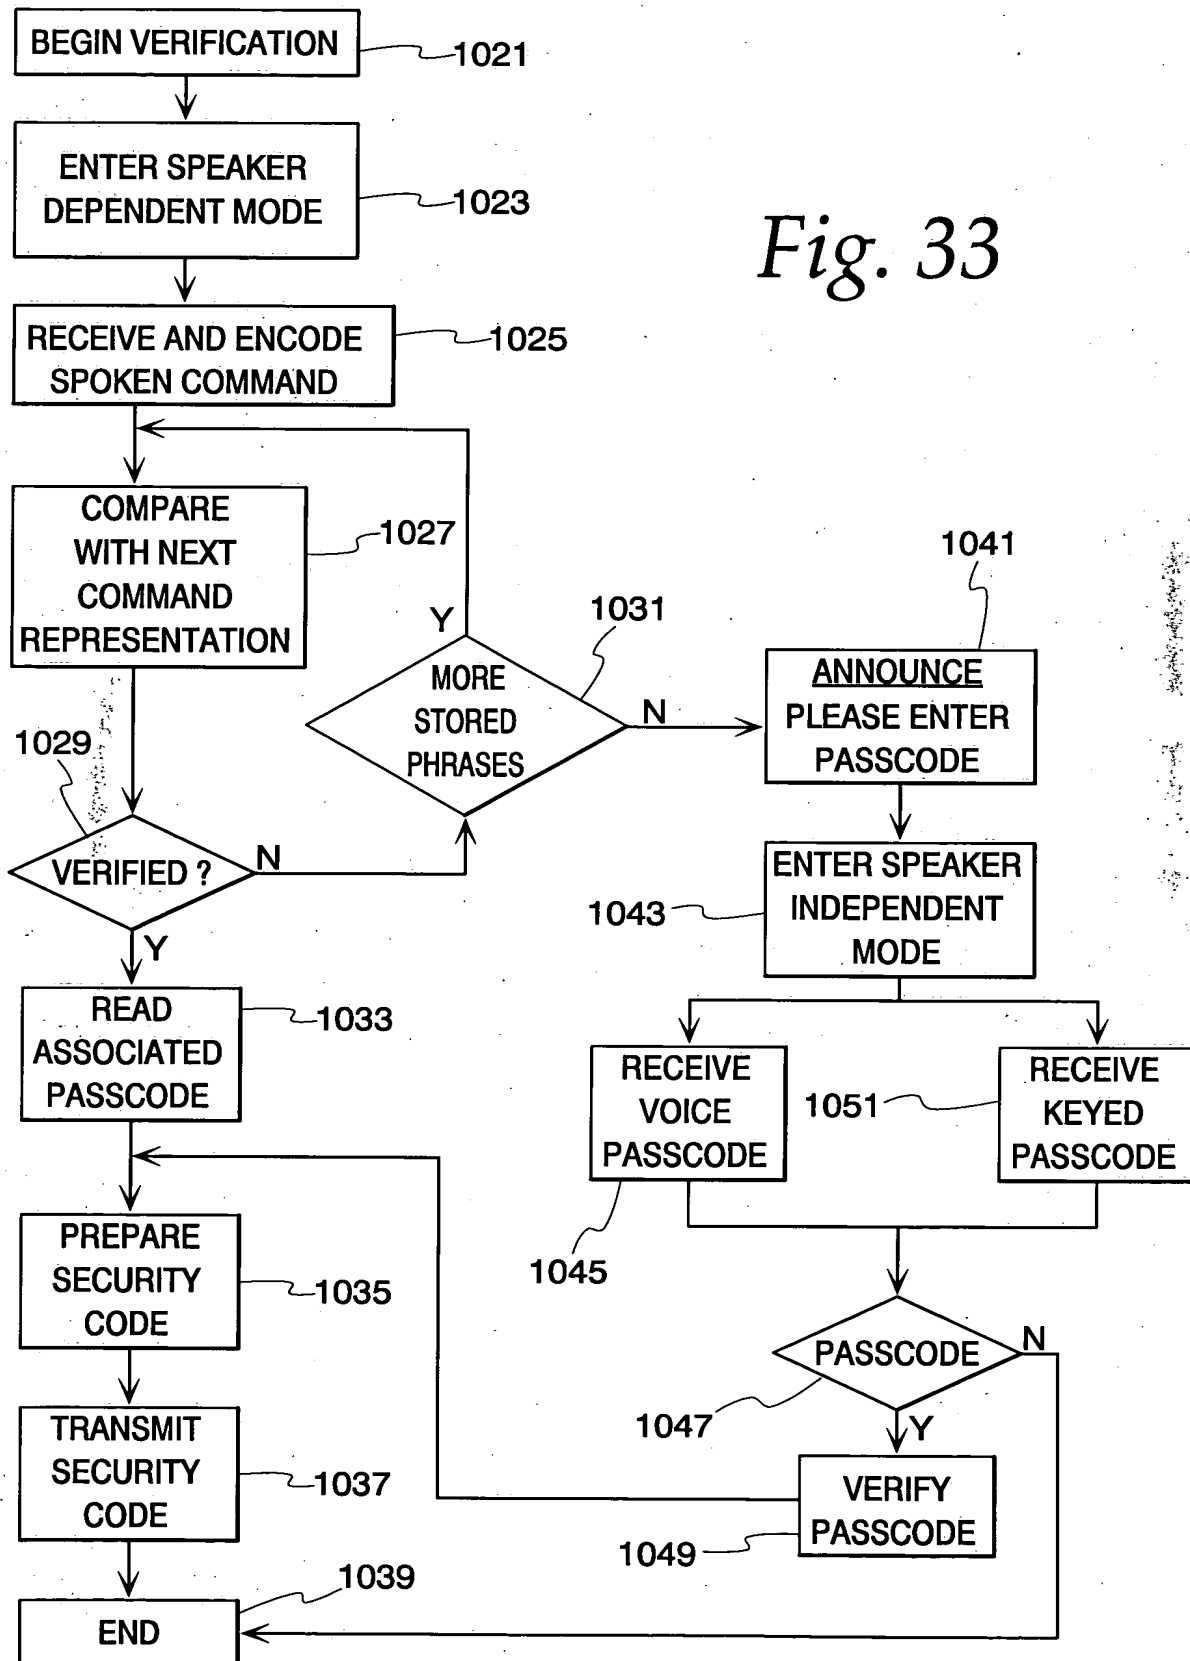 BEGIN VERIFICATION
1021
ENTER SPEAKER
DEPENDENT MODE
1023
Fig. 33
RECEIVE AND ENCODE
SPOKEN COMMAND
1025
COMPARE
WITH NEXT
COMMAND
REPRESENTATION
1027
Y
1031
MORE
STORED
PHRASES
N
1041
ANNOUNCE
PLEASE ENTER
PASSCODE
1029
VERIFIED ?
N
Y
1043
ENTER SPEAKER
INDEPENDENT
MODE
READ
ASSOCIATED
PASSCODE
1033
RECEIVE
VOICE
PASSCODE
1045
1051
RECEIVE
KEYED
PASSCODE
PREPARE
SECURITY
CODE
1035
PASSCODE
N
1047
Y
TRANSMIT
SECURITY
CODE
1037
VERIFY
PASSCODE
1049
1039
END